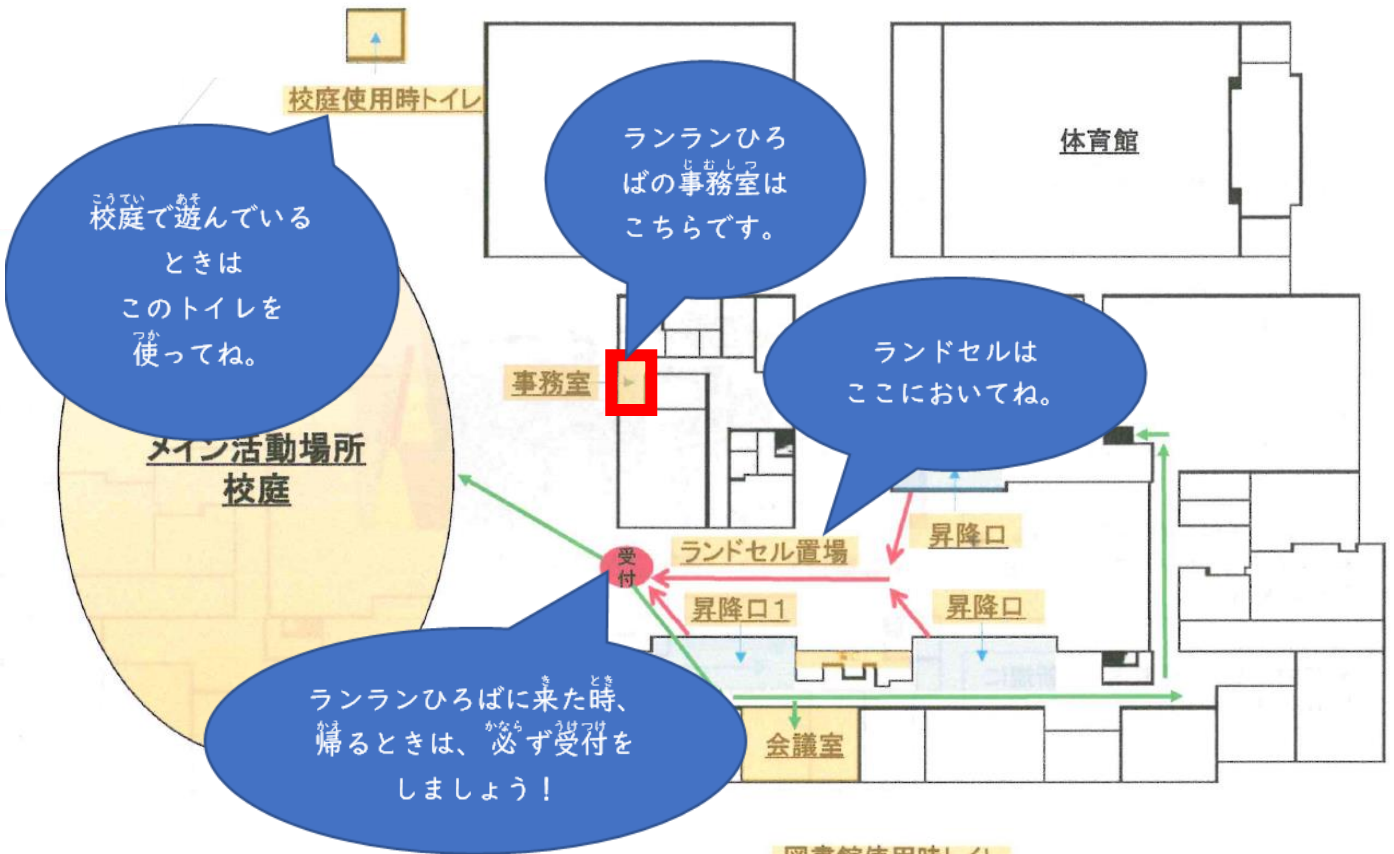 校庭使用時トイレ
校庭で遊んでいる
ときは
このトイレを
使ってね。
ランランひろ
ばの事務室は
こちらです。
体育館
事務室
ランドセルは
ここにおいてね。
メイン活動場所
校庭
受
付
ランドセル置場
昇降口
昇降口1
昇降口
ランランひろばに来た時、
帰るときは、必ず受付を
しましょう！
会議室
図書館使用時トイレ